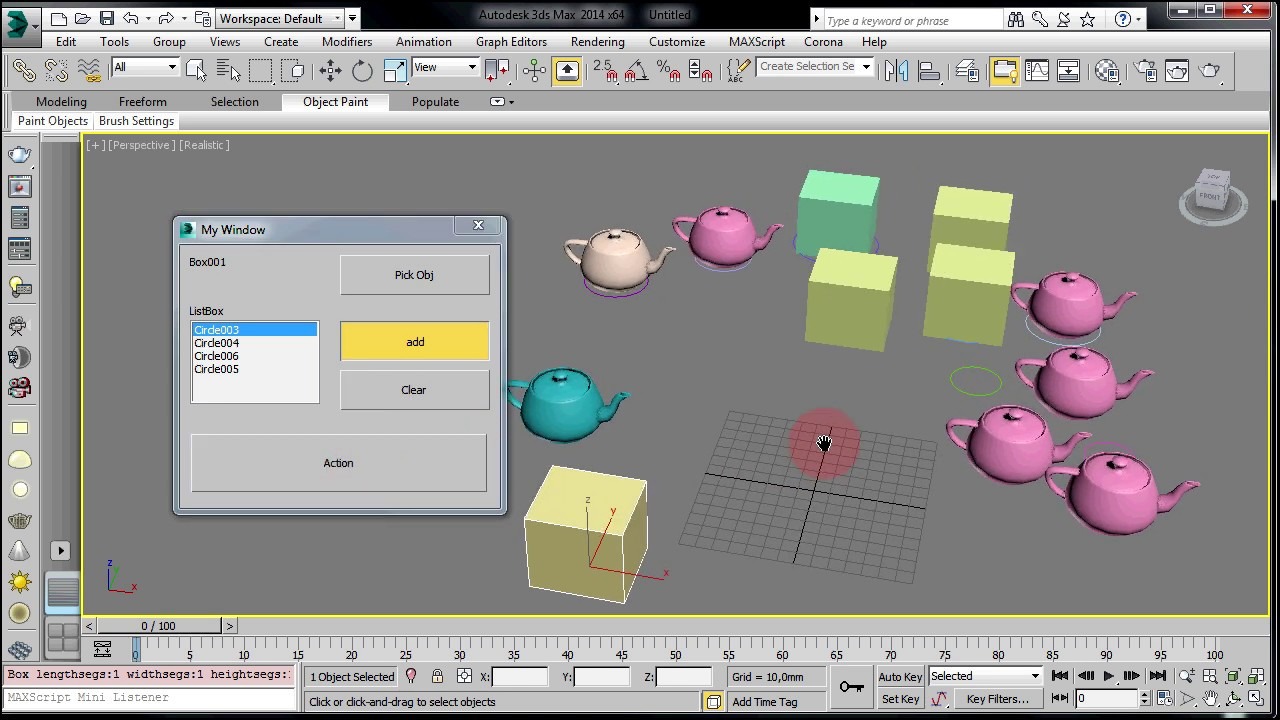 Workspace: Default
Autodesk 3ds Max 2014 x64 Untitled
Type a keyword or phrase
Edit Tools Group Views Create Modifiers Animation Graph Editors Rendering Customize MAXScript Corona Help
All
View
2.5
%
ABC
Create Selection Se
Modeling Freeform Selection Object Paint Populate
Paint Objects Brush Settings
[+] [Perspective] [Realistic]
FRONT
My Window
Box001
Pick Obj
ListBox
Circle003
Circle004
Circle006
Circle005
add
Clear
Action
z
y
x
z
y
x
< 0 / 100 >
0 5 10 15 20 25 30 35 40 45 50 55 60 65 70 75 80 85 90 95 100
Box lengthsegs:1 widthsegs:1 heightsegs:
MAXScript Mini Listener
1 Object Selected X: Y: Z: Grid = 10,0mm
Click or click-and-drag to select objects
Add Time Tag
Auto Key Selected
Set Key Key Filters...
0